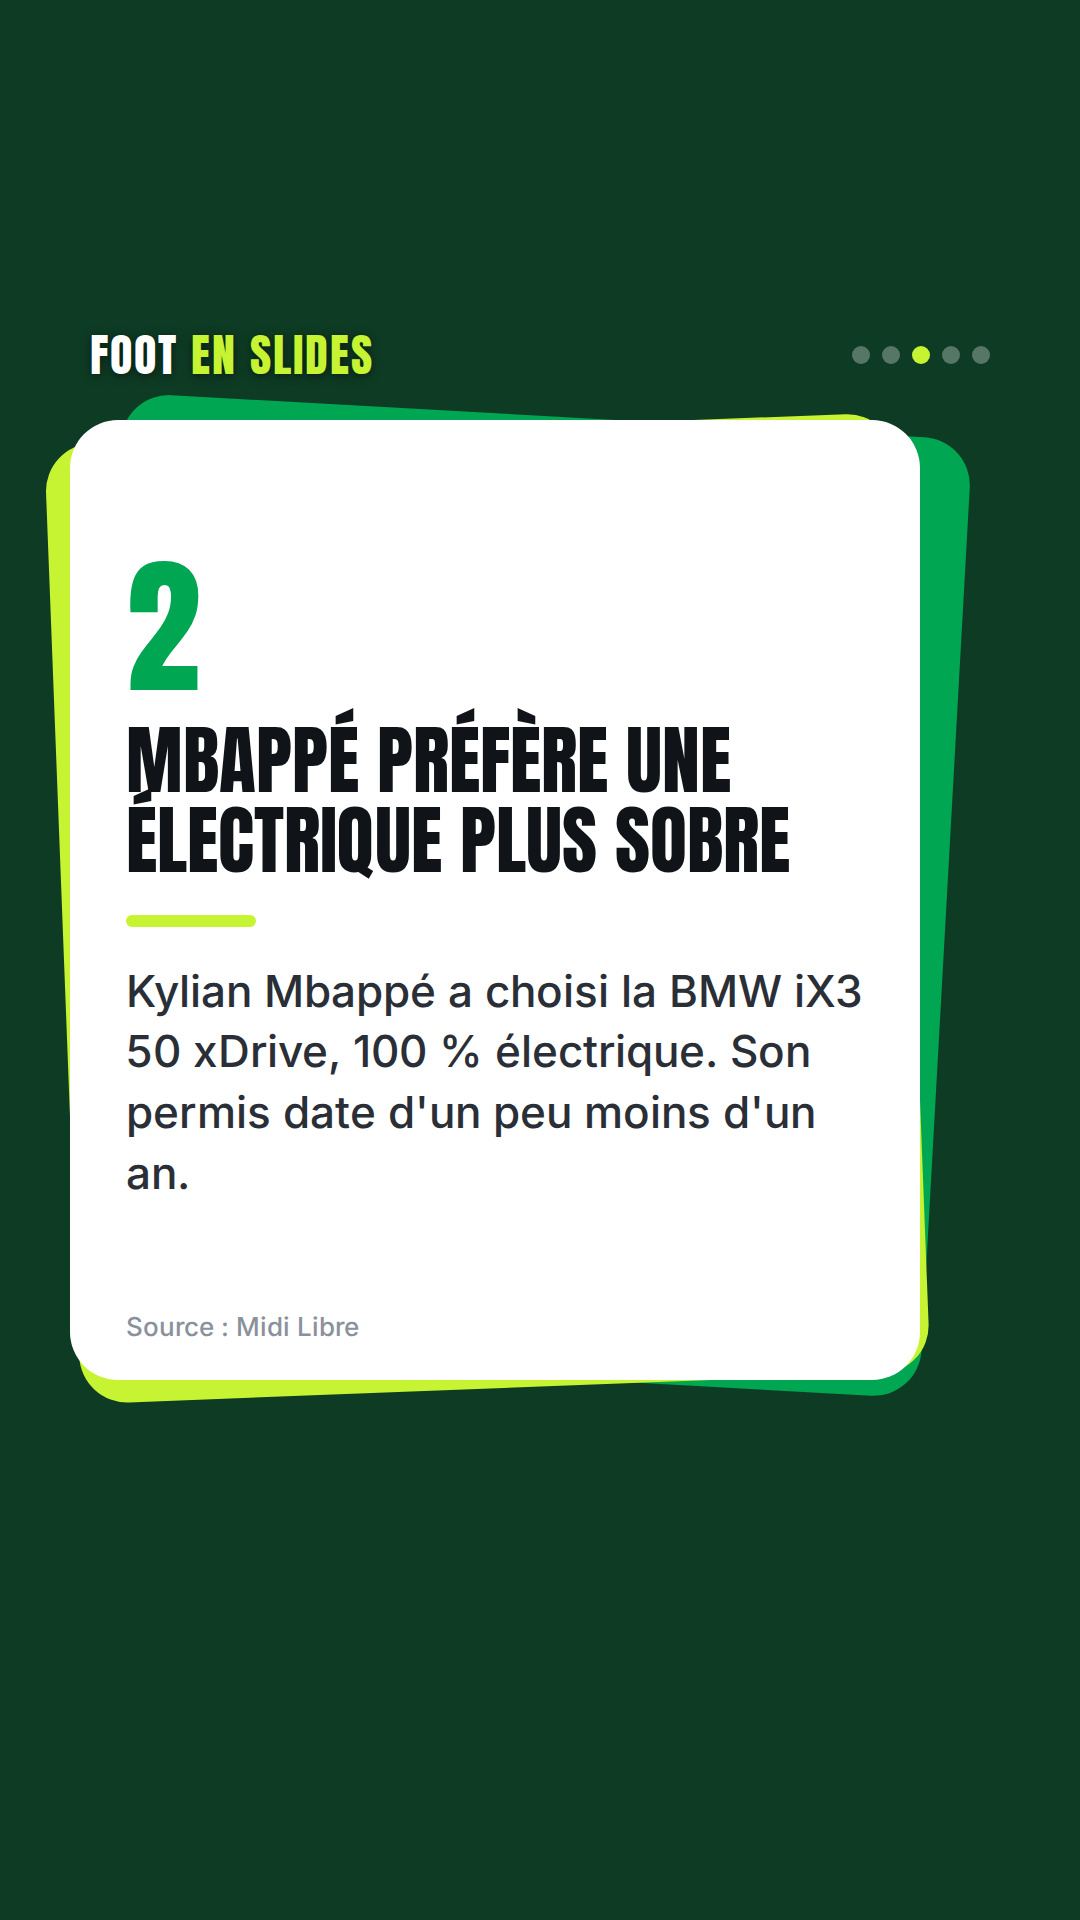 FOOT EN SLIDES
2
MBAPPÉ PRÉFÈRE UNE
ÉLECTRIQUE PLUS SOBRE
Kylian Mbappé a choisi la BMW iX3
50 xDrive, 100 % électrique. Son
permis date d'un peu moins d'un
an.
Source : Midi Libre